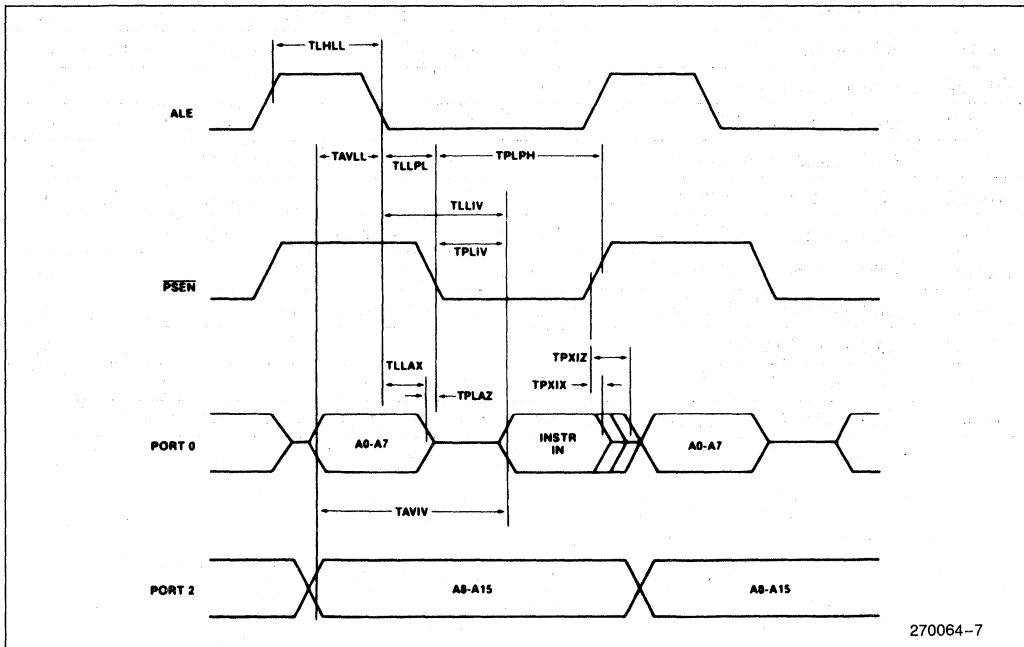 TLHLL
ALE
TAVLL
TLLPL
TPLPH
TLLIV
TPLIV
PSEN
TPXIZ
TLLAX
TPXIX
TPLAZ
PORT 0
A0-A7
INSTR
IN
A0-A7
TAVIV
PORT 2
A8-A15
A8-A15
270064-7